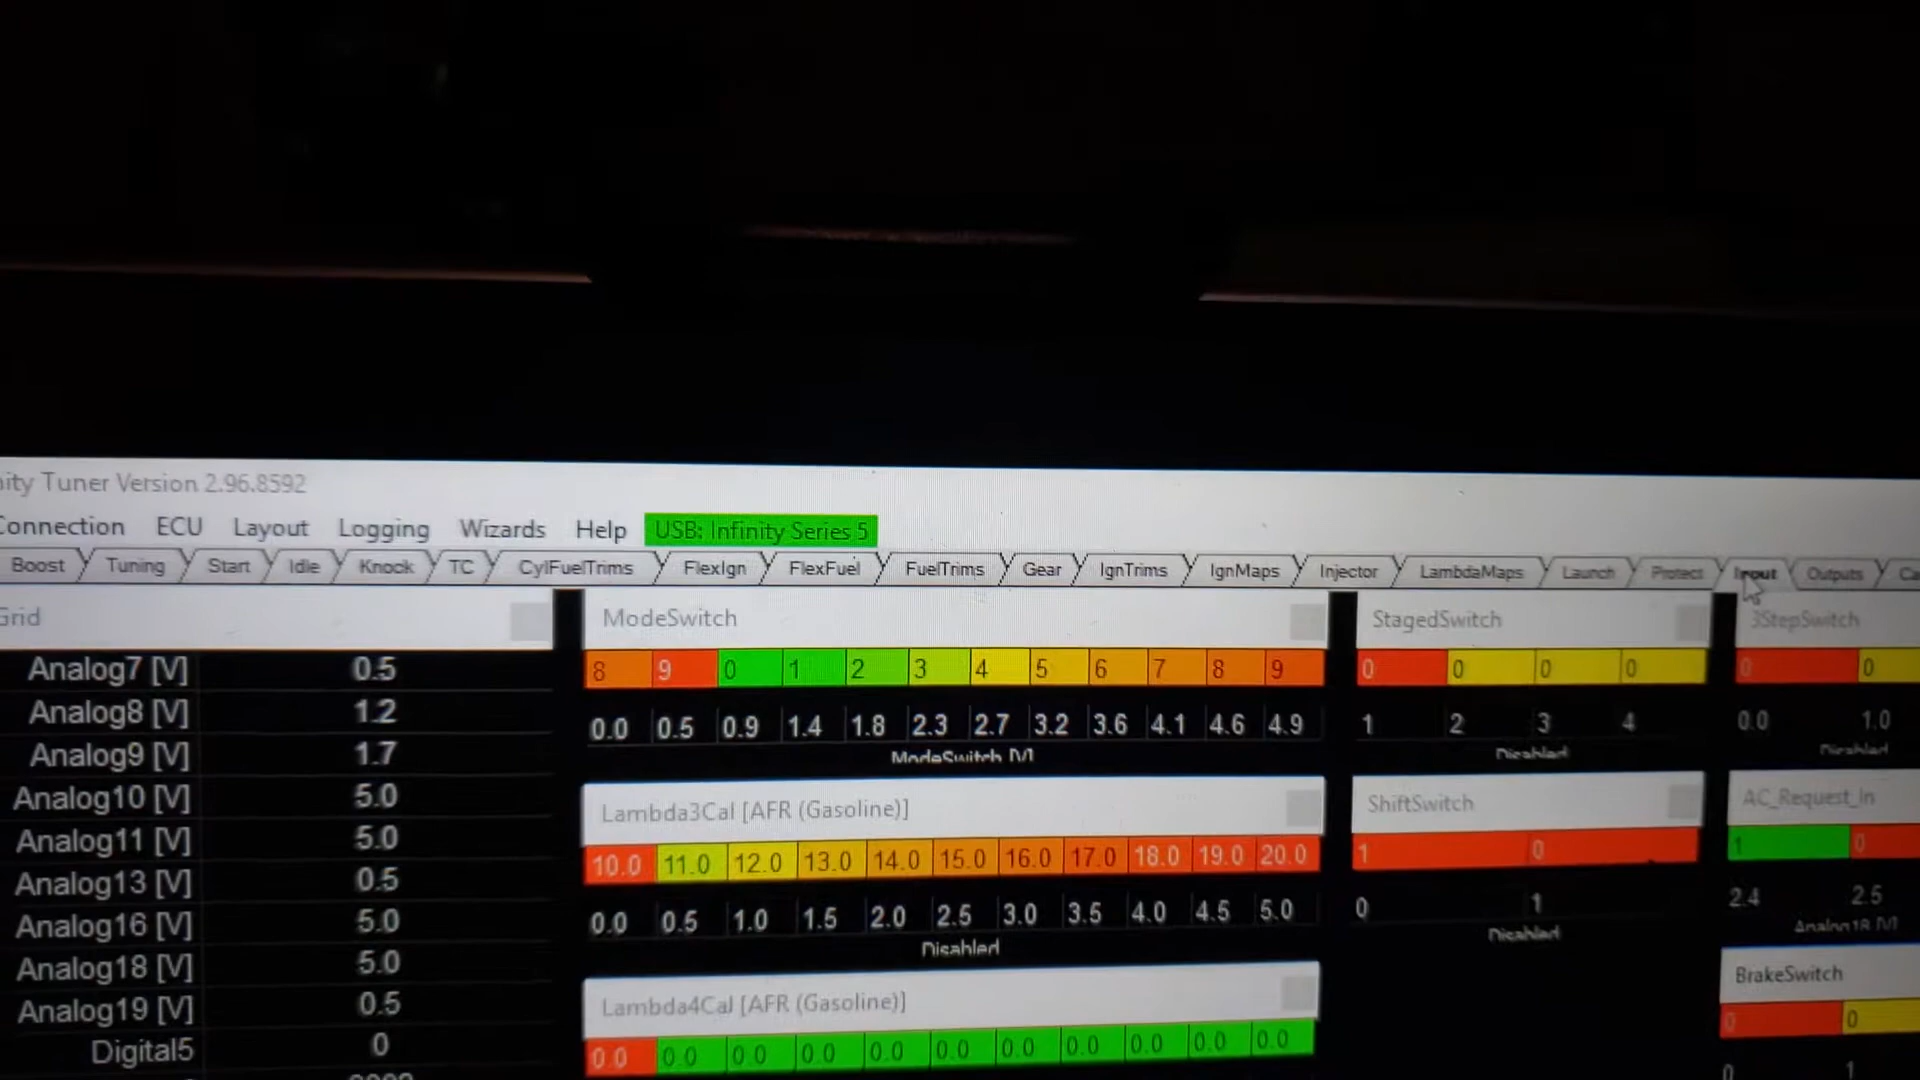 ity Tuner Version 2.96.8592
Connection ECU Layout Logging Wizards Help USB: Infinity Series 5
Boost Tuning Start Idle Knock TC CylFuelTrims FlexIgn FlexFuel FuelTrims Gear IgnTrims IgnMaps Injector LambdaMaps Launch Protect Input Outputs Ca
Grid
Analog7 [V] 0.5
Analog8 [V] 1.2
Analog9 [V] 1.7
Analog10 [V] 5.0
Analog11 [V] 5.0
Analog13 [V] 0.5
Analog16 [V] 5.0
Analog18 [V] 5.0
Analog19 [V] 0.5
Digital5 0
ModeSwitch
8 9 0 1 2 3 4 5 6 7 8 9
0.0 0.5 0.9 1.4 1.8 2.3 2.7 3.2 3.6 4.1 4.6 4.9
ModeSwitch [V]
Lambda3Cal [AFR (Gasoline)]
10.0 11.0 12.0 13.0 14.0 15.0 16.0 17.0 18.0 19.0 20.0
0.0 0.5 1.0 1.5 2.0 2.5 3.0 3.5 4.0 4.5 5.0
Disabled
Lambda4Cal [AFR (Gasoline)]
0.0 0.0 0.0 0.0 0.0 0.0 0.0 0.0 0.0 0.0 0.0
StagedSwitch
0 0 0 0
1 2 3 4
Disabled
ShiftSwitch
1 0
0 1
Disabled
3StepSwitch
0 0
0.0 1.0
Disabled
AC_Request_In
1 0
2.4 2.5
Analog18 [V]
BrakeSwitch
0 0
0 1